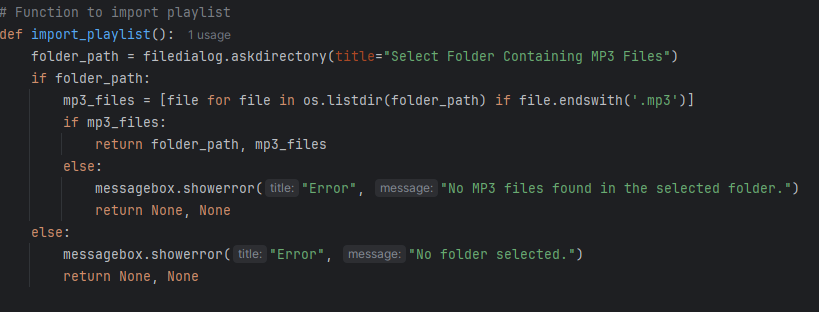 # Function to import playlist
def import_playlist():  1 usage
    folder_path = filedialog.askdirectory(title="Select Folder Containing MP3 Files")
    if folder_path:
        mp3_files = [file for file in os.listdir(folder_path) if file.endswith('.mp3')]
        if mp3_files:
            return folder_path, mp3_files
        else:
            messagebox.showerror( title: "Error",  message: "No MP3 files found in the selected folder.")
            return None, None
    else:
        messagebox.showerror( title: "Error",  message: "No folder selected.")
        return None, None